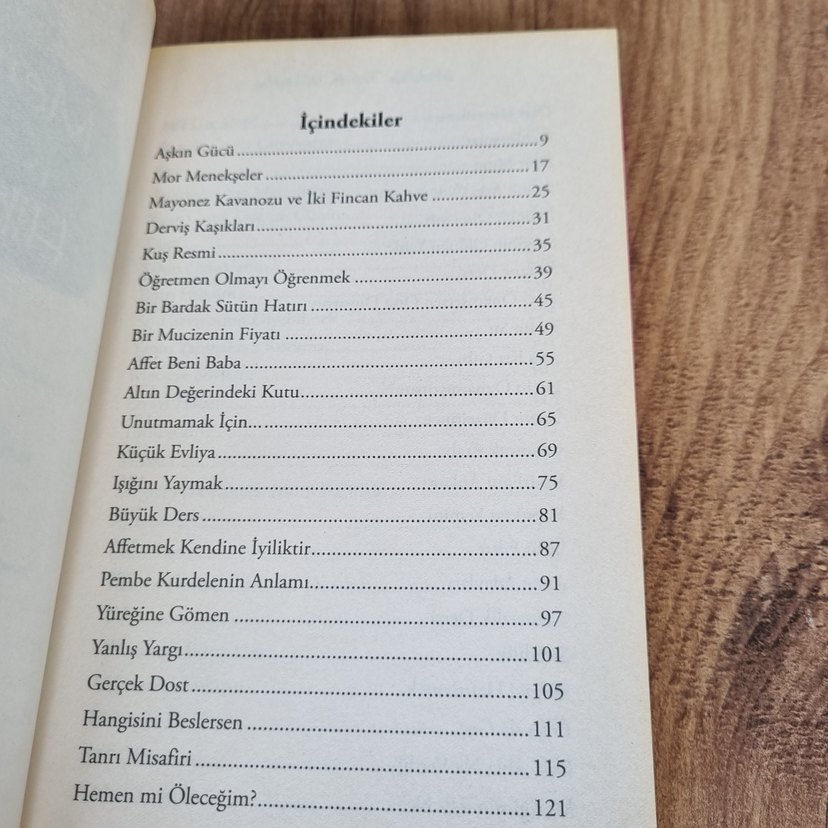 İçindekiler
Aşkın Gücü 9
Mor Menekşeler 17
Mayonez Kavanozu ve İki Fincan Kahve 25
Derviş Kaşıkları 31
Kuş Resmi 35
Öğretmen Olmayı Öğrenmek 39
Bir Bardak Sütün Hatırı 45
Bir Mucizenin Fiyatı 49
Affet Beni Baba 55
Altın Değerindeki Kutu 61
Unutmamak İçin... 65
Küçük Evliya 69
Işığını Yaymak 75
Büyük Ders 81
Affetmek Kendine İyiliktir 87
Pembe Kurdelenin Anlamı 91
Yüreğine Gömen 97
Yanlış Yargı 101
Gerçek Dost 105
Hangisini Beslersen 111
Tanrı Misafiri 115
Hemen mi Öleceğim? 121